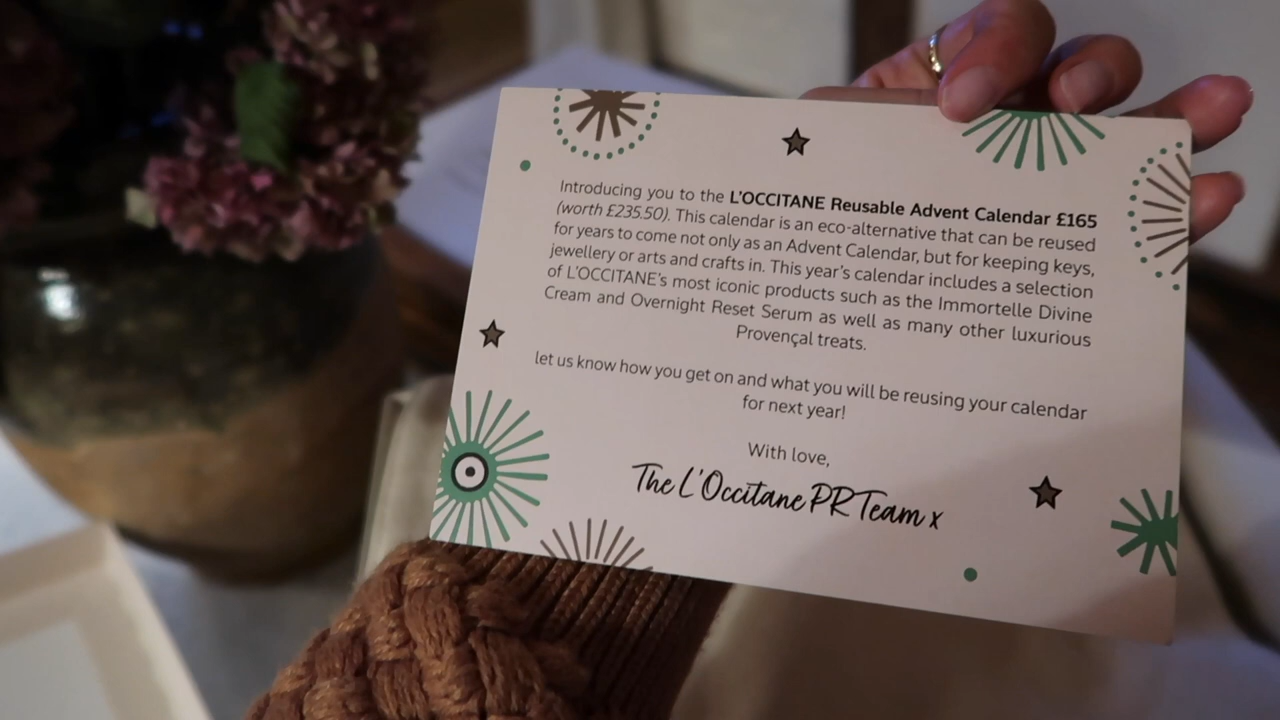 Introducing you to the L'OCCITANE Reusable Advent Calendar £165
(worth £235.50). This calendar is an eco-alternative that can be reused
for years to come not only as an Advent Calendar, but for keeping keys,
jewellery or arts and crafts in. This year's calendar includes a selection
of L'OCCITANE's most iconic products such as the Immortelle Divine
Cream and Overnight Reset Serum as well as many other luxurious
Provençal treats.
let us know how you get on and what you will be reusing your calendar
for next year!
With love,
The L'Occitane PR Team x